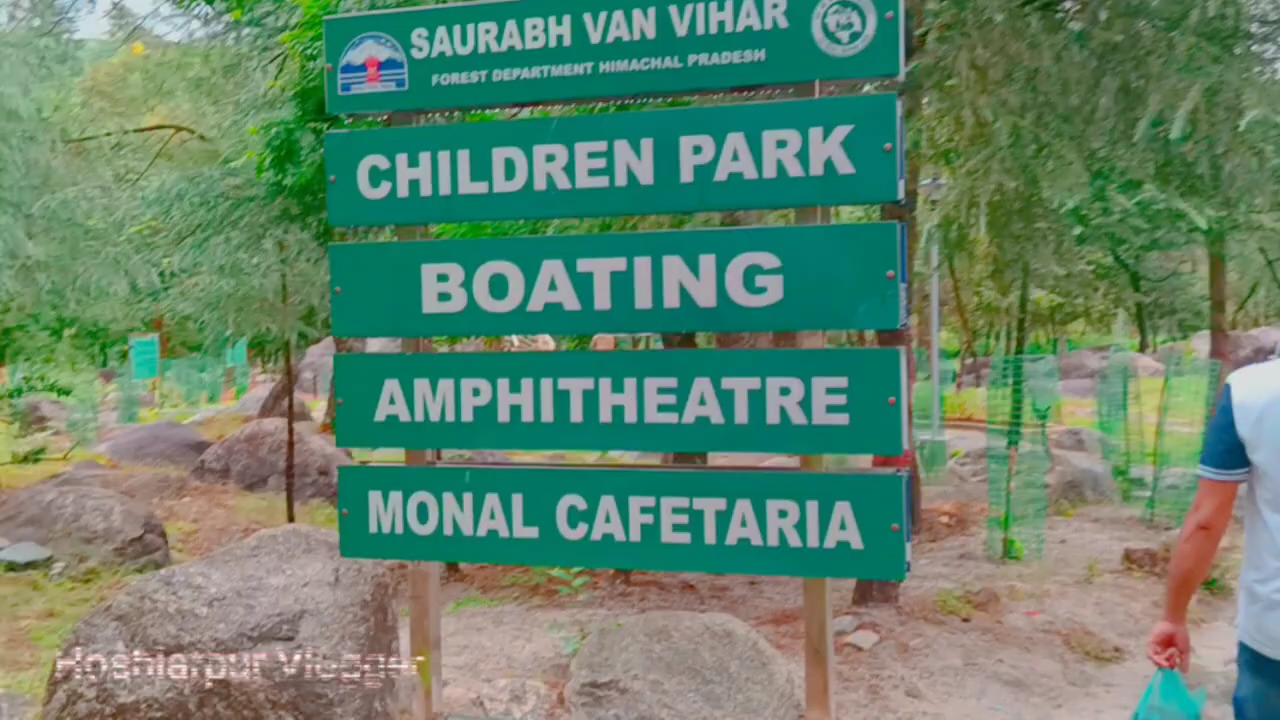 SAURABH VAN VIHAR
FOREST DEPARTMENT HIMACHAL PRADESH
CHILDREN PARK
BOATING
AMPHITHEATRE
MONAL CAFETARIA
Hoshiarpur Vlogger